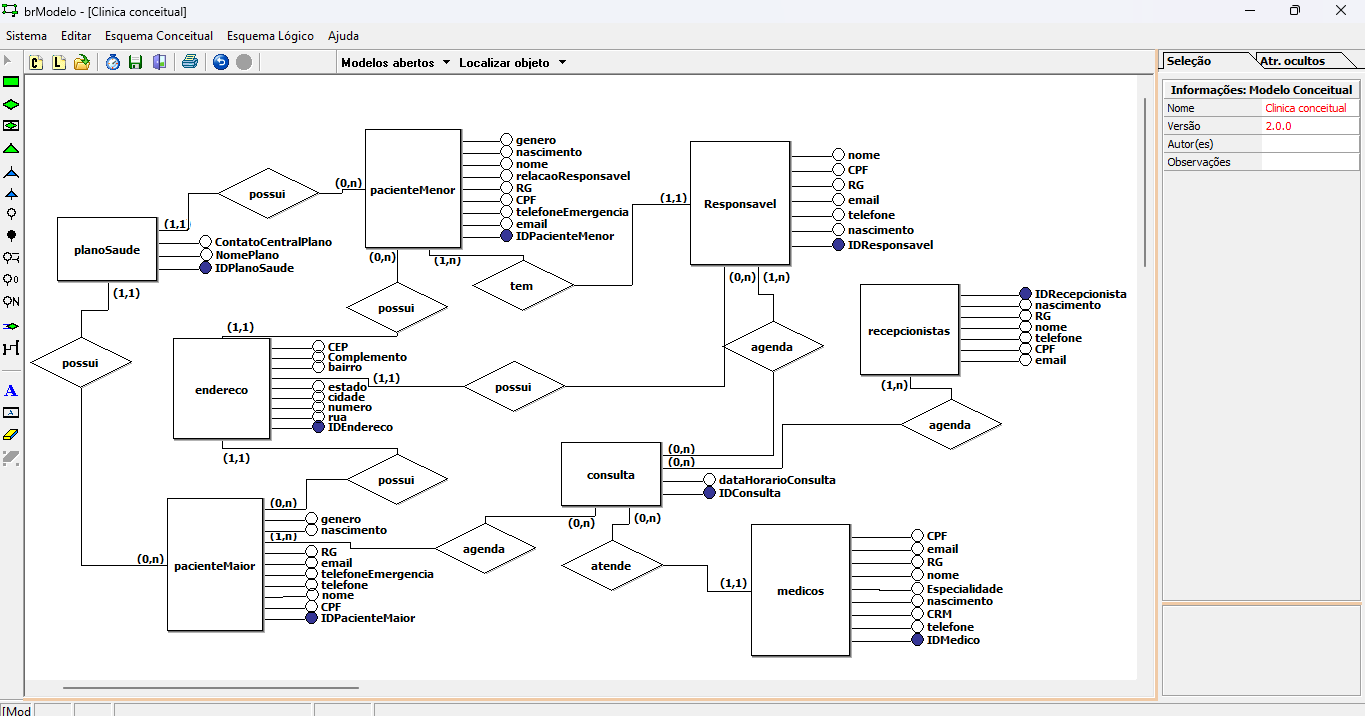 brModelo - [Clinica conceitual]
Sistema Editar Esquema Conceitual Esquema Lógico Ajuda
Modelos abertos Localizar objeto
Seleção Atr. ocultos
Informações: Modelo Conceitual
Nome Clinica conceitual
Versão 2.0.0
Autor(es)
Observações
genero
nascimento
nome
relacaoResponsavel
RG
CPF
telefoneEmergencia
email
IDPacienteMenor
pacienteMenor
(0,n)
possui
(1,1)
planoSaude
ContatoCentralPlano
NomePlano
IDPlanoSaude
(1,1)
possui
(0,n)
(1,n)
tem
(1,1)
Responsavel
nome
CPF
RG
email
telefone
nascimento
IDResponsavel
(0,n) (1,n)
possui
(1,1)
endereco
CEP
Complemento
bairro
(1,1)
estado
cidade
numero
rua
IDEndereco
possui
agenda
recepcionistas
IDRecepcionista
nascimento
RG
nome
telefone
CPF
email
(1,n)
agenda
(1,1)
possui
(0,n)
consulta
(0,n)
(0,n)
dataHorarioConsulta
IDConsulta
(0,n) (0,n)
agenda
atende
(1,1)
(0,n)
pacienteMaior
genero
nascimento
(1,n)
RG
email
telefoneEmergencia
telefone
nome
CPF
IDPacienteMaior
medicos
CPF
email
RG
nome
Especialidade
nascimento
CRM
telefone
IDMedico
[Mod